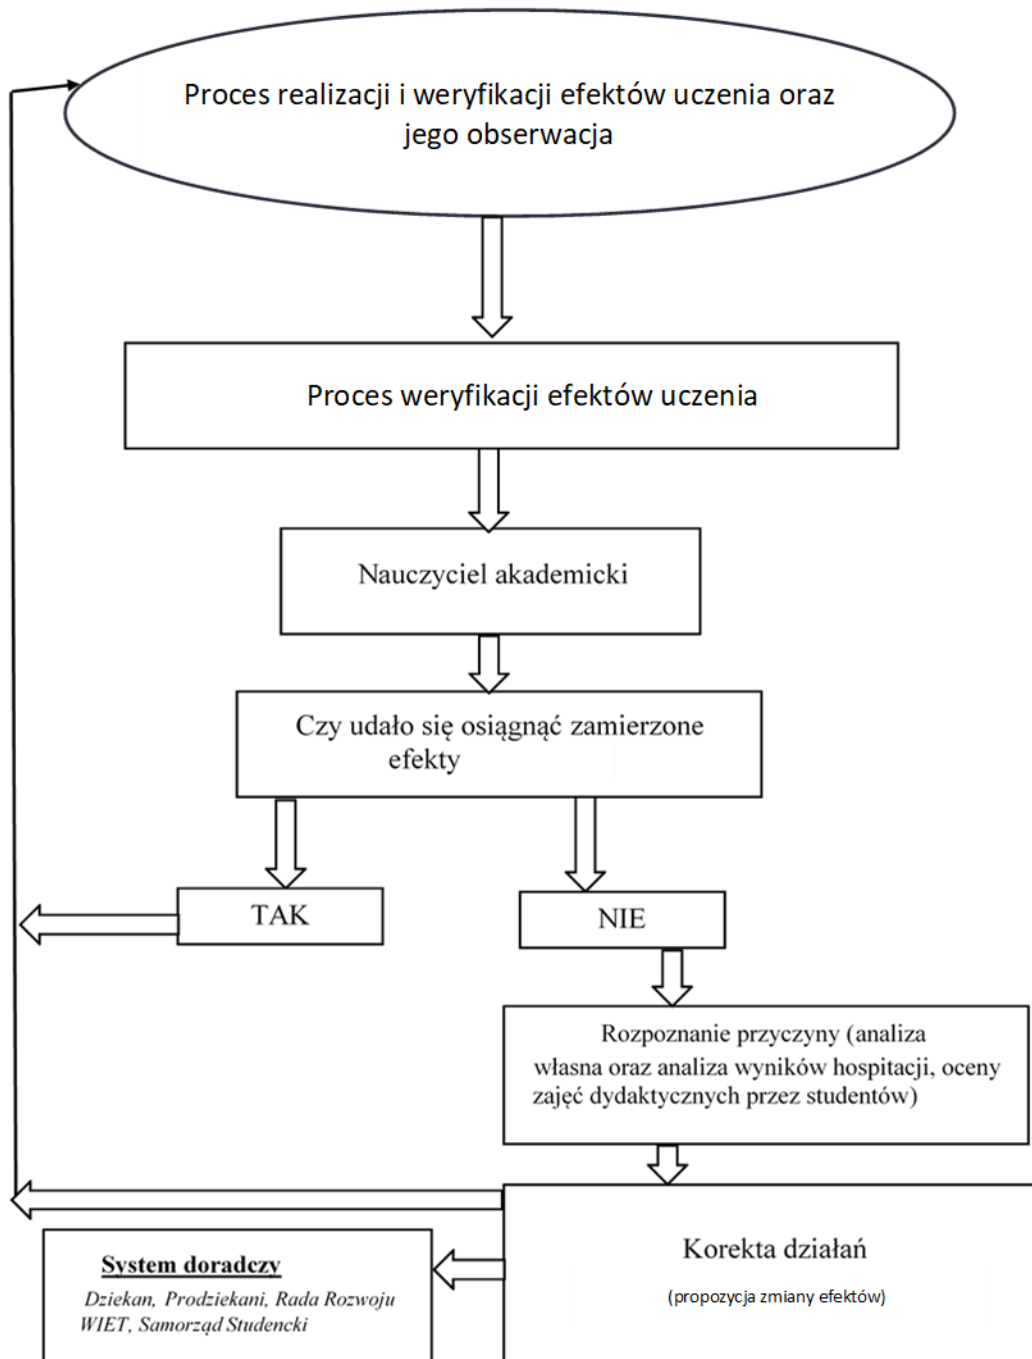 Proces realizacji i weryfikacji efektów uczenia oraz
jego obserwacja
Proces weryfikacji efektów uczenia
Nauczyciel akademicki
Czy udało się osiągnąć zamierzone
efekty
TAK
NIE
Rozpoznanie przyczyny (analiza
własna oraz analiza wyników hospitacji, oceny
zajęć dydaktycznych przez studentów)
Korekta działań
(propozycja zmiany efektów)
System doradczy
Dziekan, Prodziekani, Rada Rozwoju
WIET, Samorząd Studencki